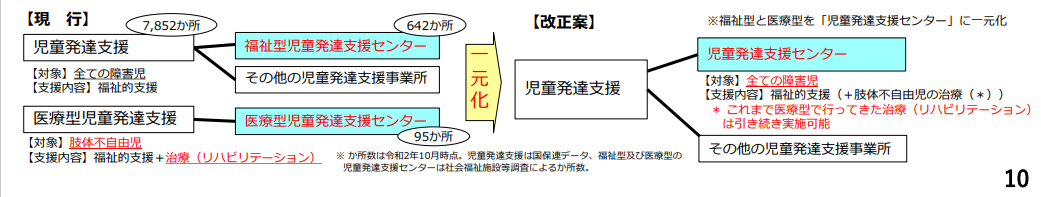 【現　行】
7,852か所
児童発達支援
【対象】全ての障害児
【支援内容】福祉的支援
642か所
福祉型児童発達支援センター
その他の児童発達支援事業所
医療型児童発達支援
【対象】肢体不自由児
【支援内容】福祉的支援+治療（リハビリテーション）
医療型児童発達支援センター
95か所
※ か所数は令和2年10月時点。児童発達支援は国保連データ、福祉型及び医療型の
児童発達支援センターは社会福祉施設等調査によるか所数。
一元化
【改正案】
※福祉型と医療型を「児童発達支援センター」に一元化
児童発達支援
児童発達支援センター
【対象】全ての障害児
【支援内容】福祉的支援（+肢体不自由児の治療（*））
* これまで医療型で行ってきた治療（リハビリテーション）
は引き続き実施可能
その他の児童発達支援事業所
10